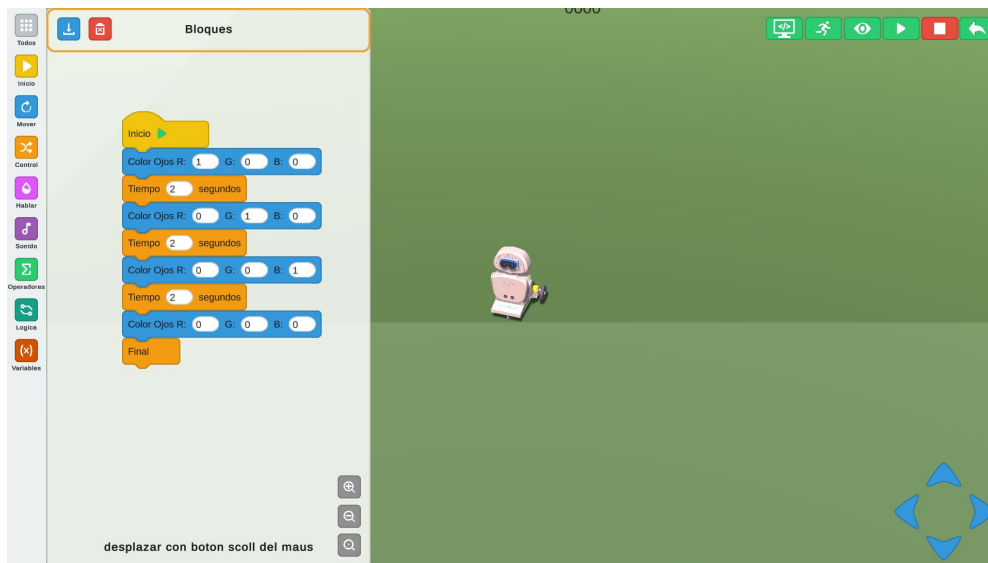 Todos
Inicio
Mover
Control
Hablar
Sonido
Operadores
Logica
Variables
Bloques
Inicio
Color Ojos R: 1 G: 0 B: 0
Tiempo 2 segundos
Color Ojos R: 0 G: 1 B: 0
Tiempo 2 segundos
Color Ojos R: 0 G: 0 B: 1
Tiempo 2 segundos
Color Ojos R: 0 G: 0 B: 0
Final
desplazar con boton scoll del maus